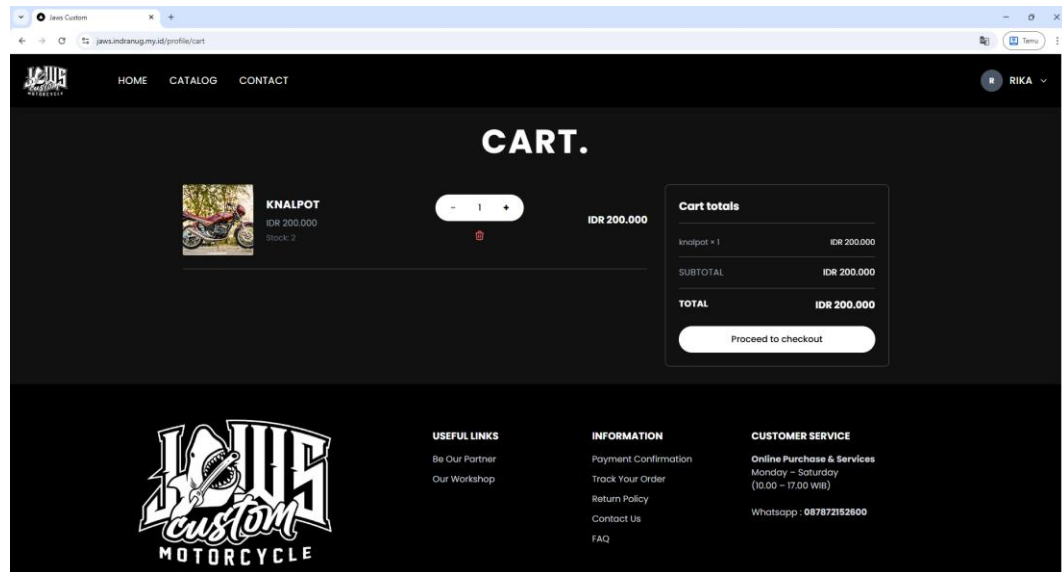 Jaws Custom
jaws.indranug.my.id/profile/cart
Temu
JAWS
custom
MOTORCYCLE
HOME CATALOG CONTACT
R RIKA
CART.
KNALPOT
IDR 200.000
Stock: 2
- 1 +
IDR 200.000
Cart totals
knalpot × 1 IDR 200.000
SUBTOTAL IDR 200.000
TOTAL IDR 200.000
Proceed to checkout
JAWS
custom
MOTORCYCLE
USEFUL LINKS
Be Our Partner
Our Workshop
INFORMATION
Payment Confirmation
Track Your Order
Return Policy
Contact Us
FAQ
CUSTOMER SERVICE
Online Purchase & Services
Monday – Saturday
(10.00 – 17.00 WIB)
Whatsapp : 087872152600